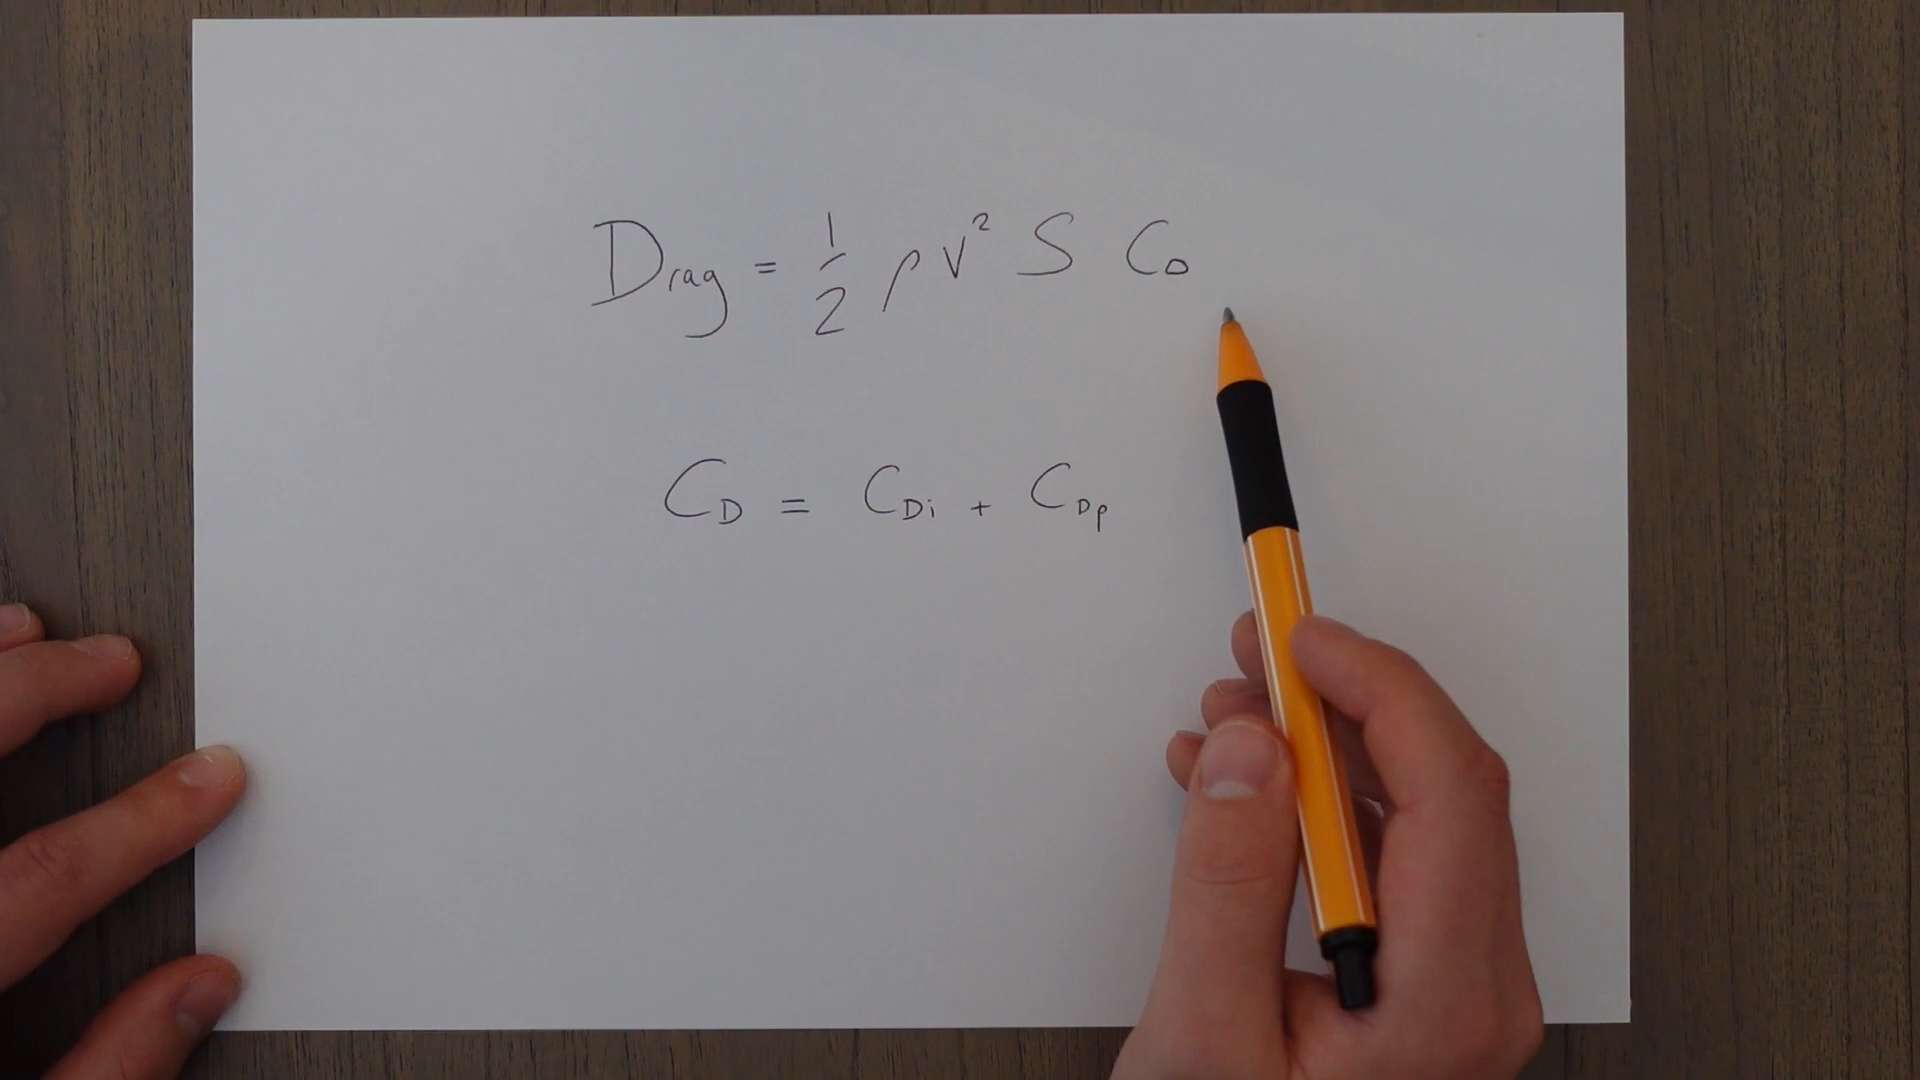 Drag = 1/2 ρ V² S C_D
C_D = C_Di + C_Dp